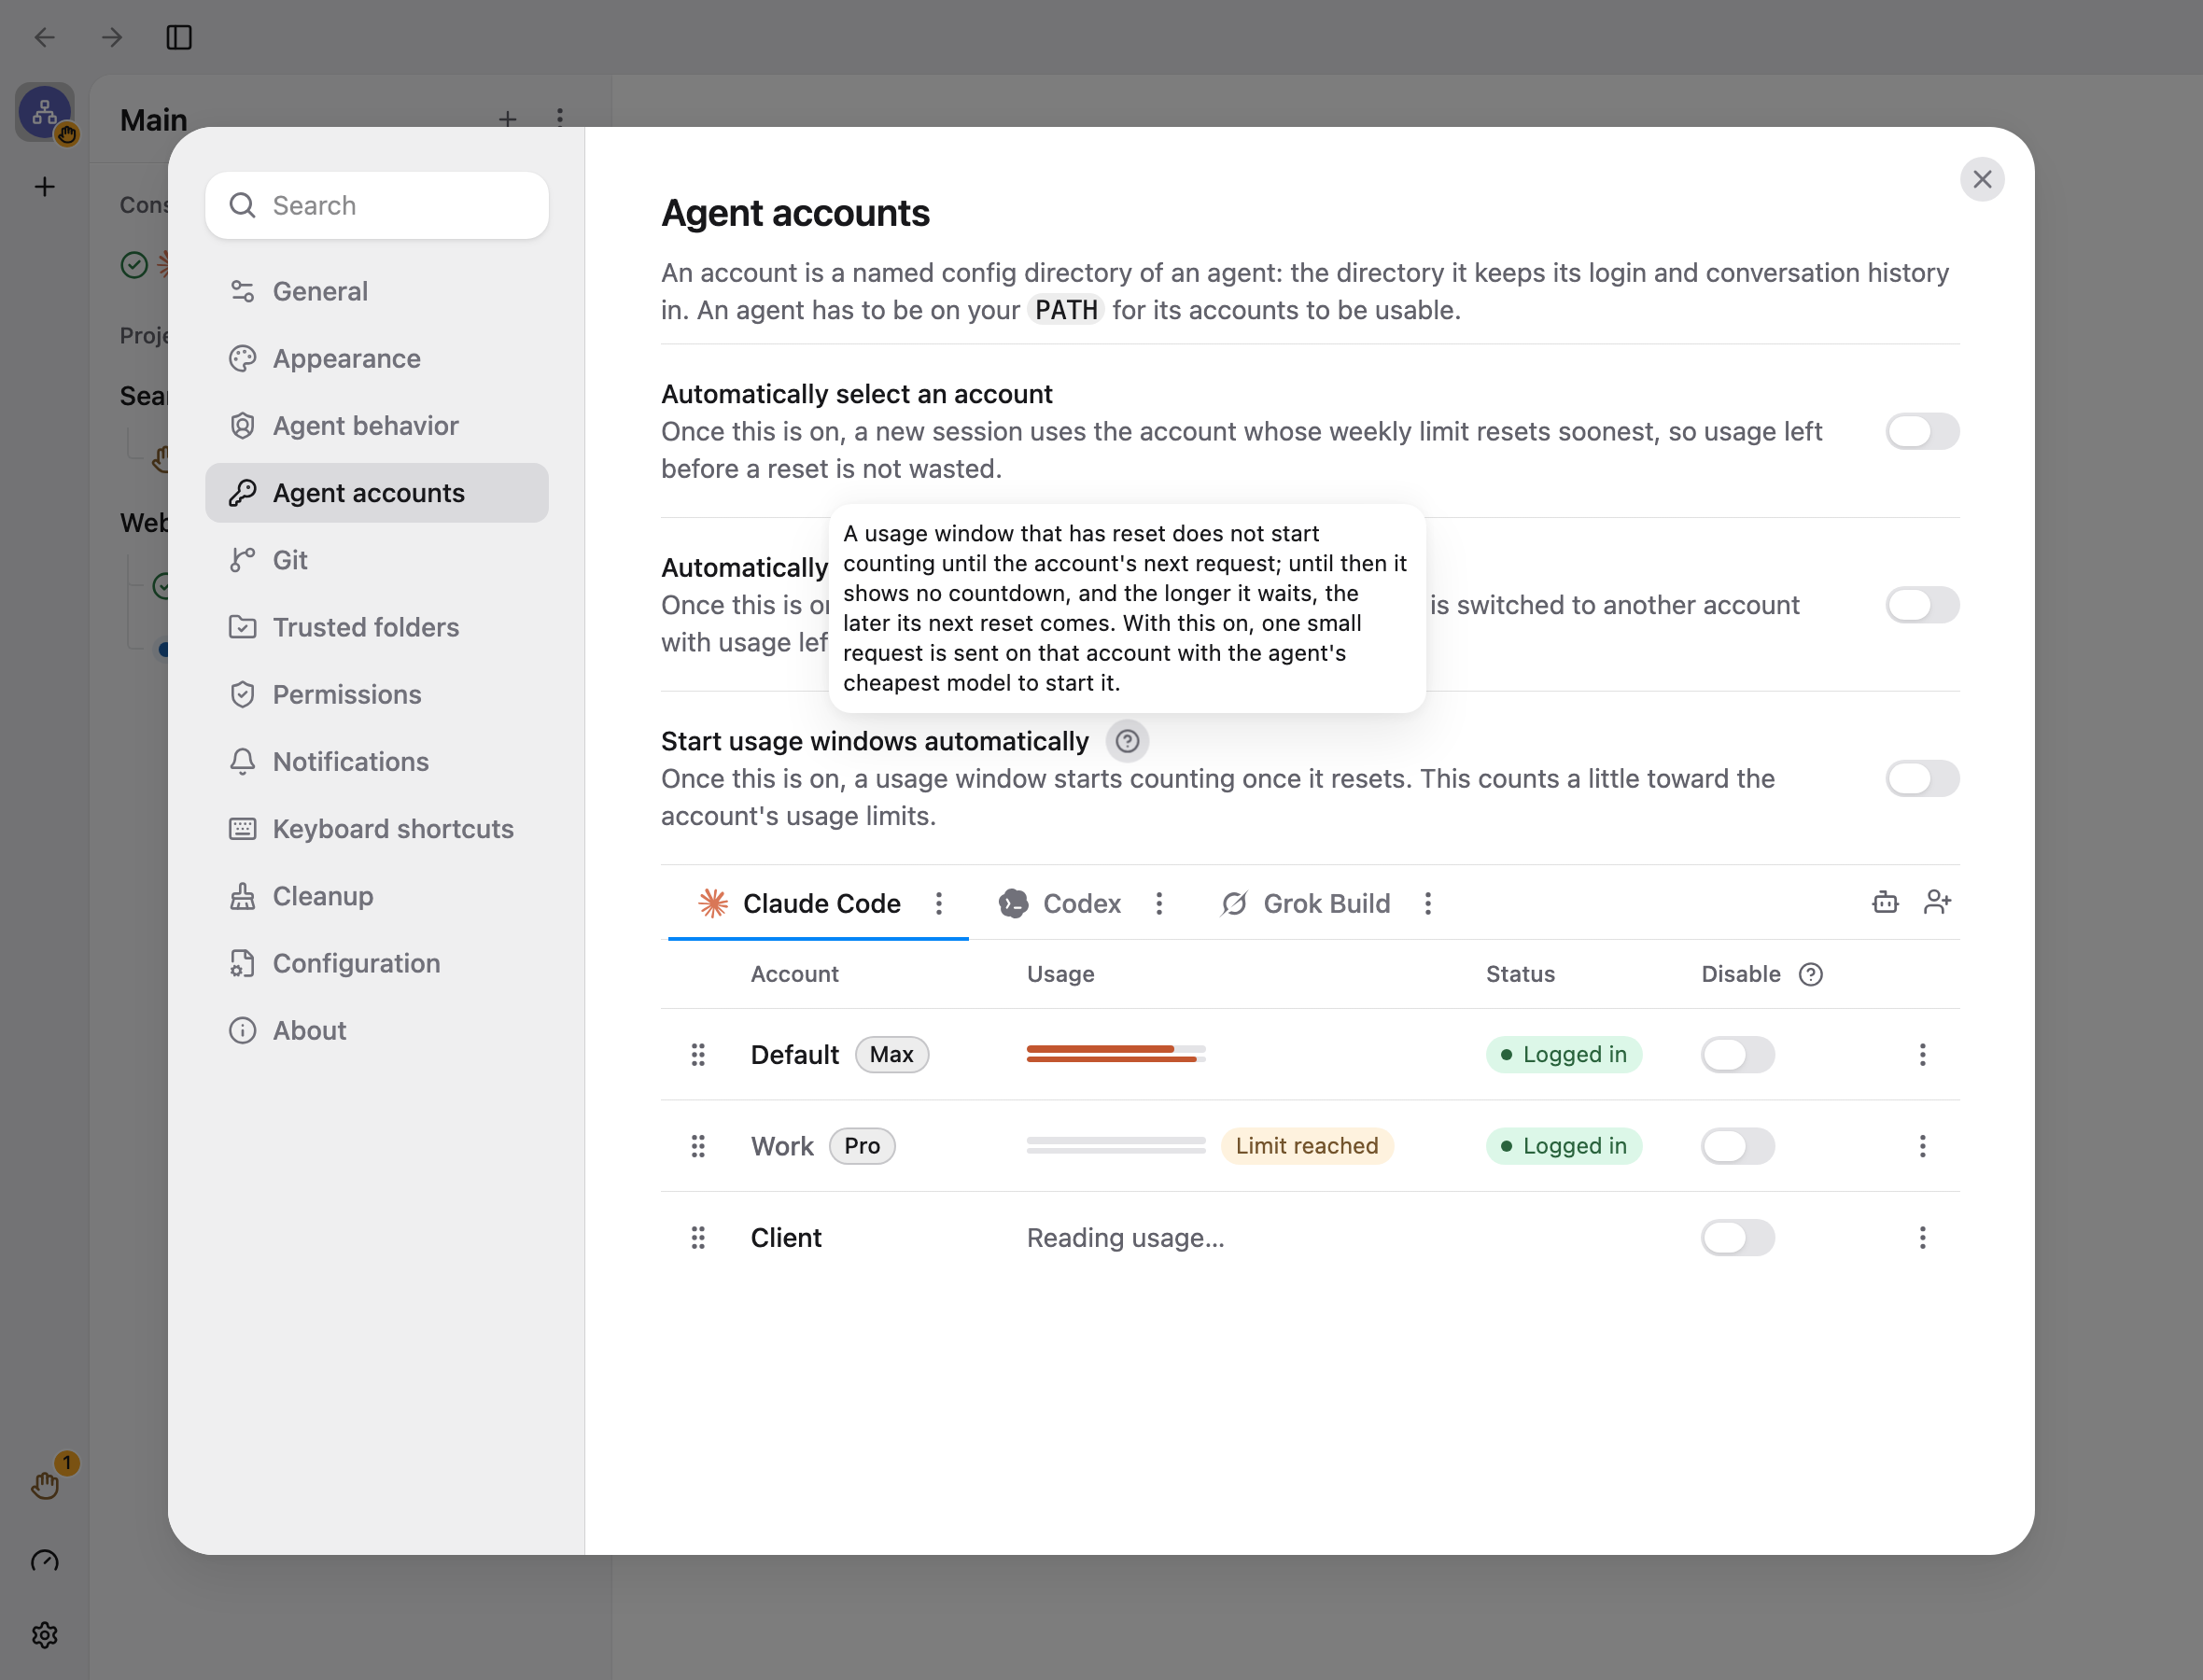 Main
Cons
Proje
Sear
Web
1
Search
General
Appearance
Agent behavior
Agent accounts
Git
Trusted folders
Permissions
Notifications
Keyboard shortcuts
Cleanup
Configuration
About
Agent accounts
An account is a named config directory of an agent: the directory it keeps its login and conversation history
in. An agent has to be on your PATH for its accounts to be usable.
Automatically select an account
Once this is on, a new session uses the account whose weekly limit resets soonest, so usage left
before a reset is not wasted.
Automatically
Once this is on is switched to another account
with usage lef
A usage window that has reset does not start
counting until the account's next request; until then it
shows no countdown, and the longer it waits, the
later its next reset comes. With this on, one small
request is sent on that account with the agent's
cheapest model to start it.
Start usage windows automatically
Once this is on, a usage window starts counting once it resets. This counts a little toward the
account's usage limits.
Claude Code Codex Grok Build
Account Usage Status Disable
Default Max Logged in
Work Pro Limit reached Logged in
Client Reading usage...